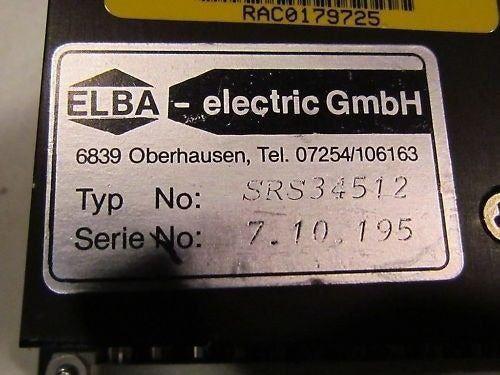 RAC0179725
ELBA - electric GmbH
6839 Oberhausen, Tel. 07254/106163
Typ No: SRS34512
Serie No: 7.10.195